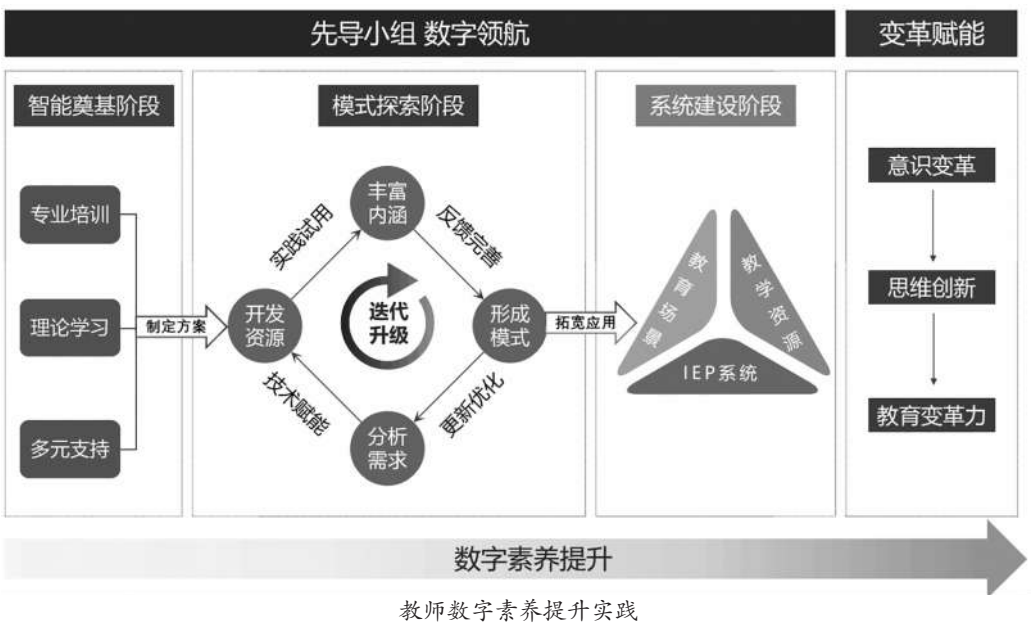 先导小组 数字领航
变革赋能
智能奠基阶段
模式探索阶段
系统建设阶段
专业培训
理论学习
多元支持
制定方案
丰富
内涵
实践试用
反馈完善
开发
资源
迭代
升级
形成
模式
技术赋能
更新优化
分析
需求
拓宽应用
教育场景
教学资源
IEP系统
意识变革
思维创新
教育变革力
数字素养提升
教师数字素养提升实践